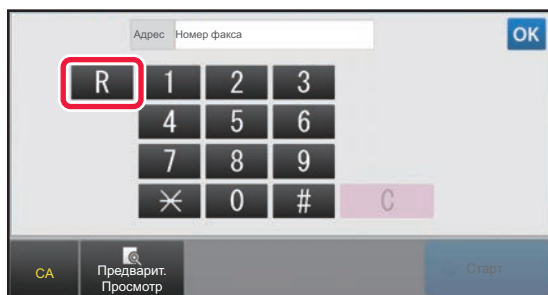 Адрес Номер факса OK
R 1 2 3
4 5 6
7 8 9
* 0 # C
CA Предварит.
Просмотр Старт